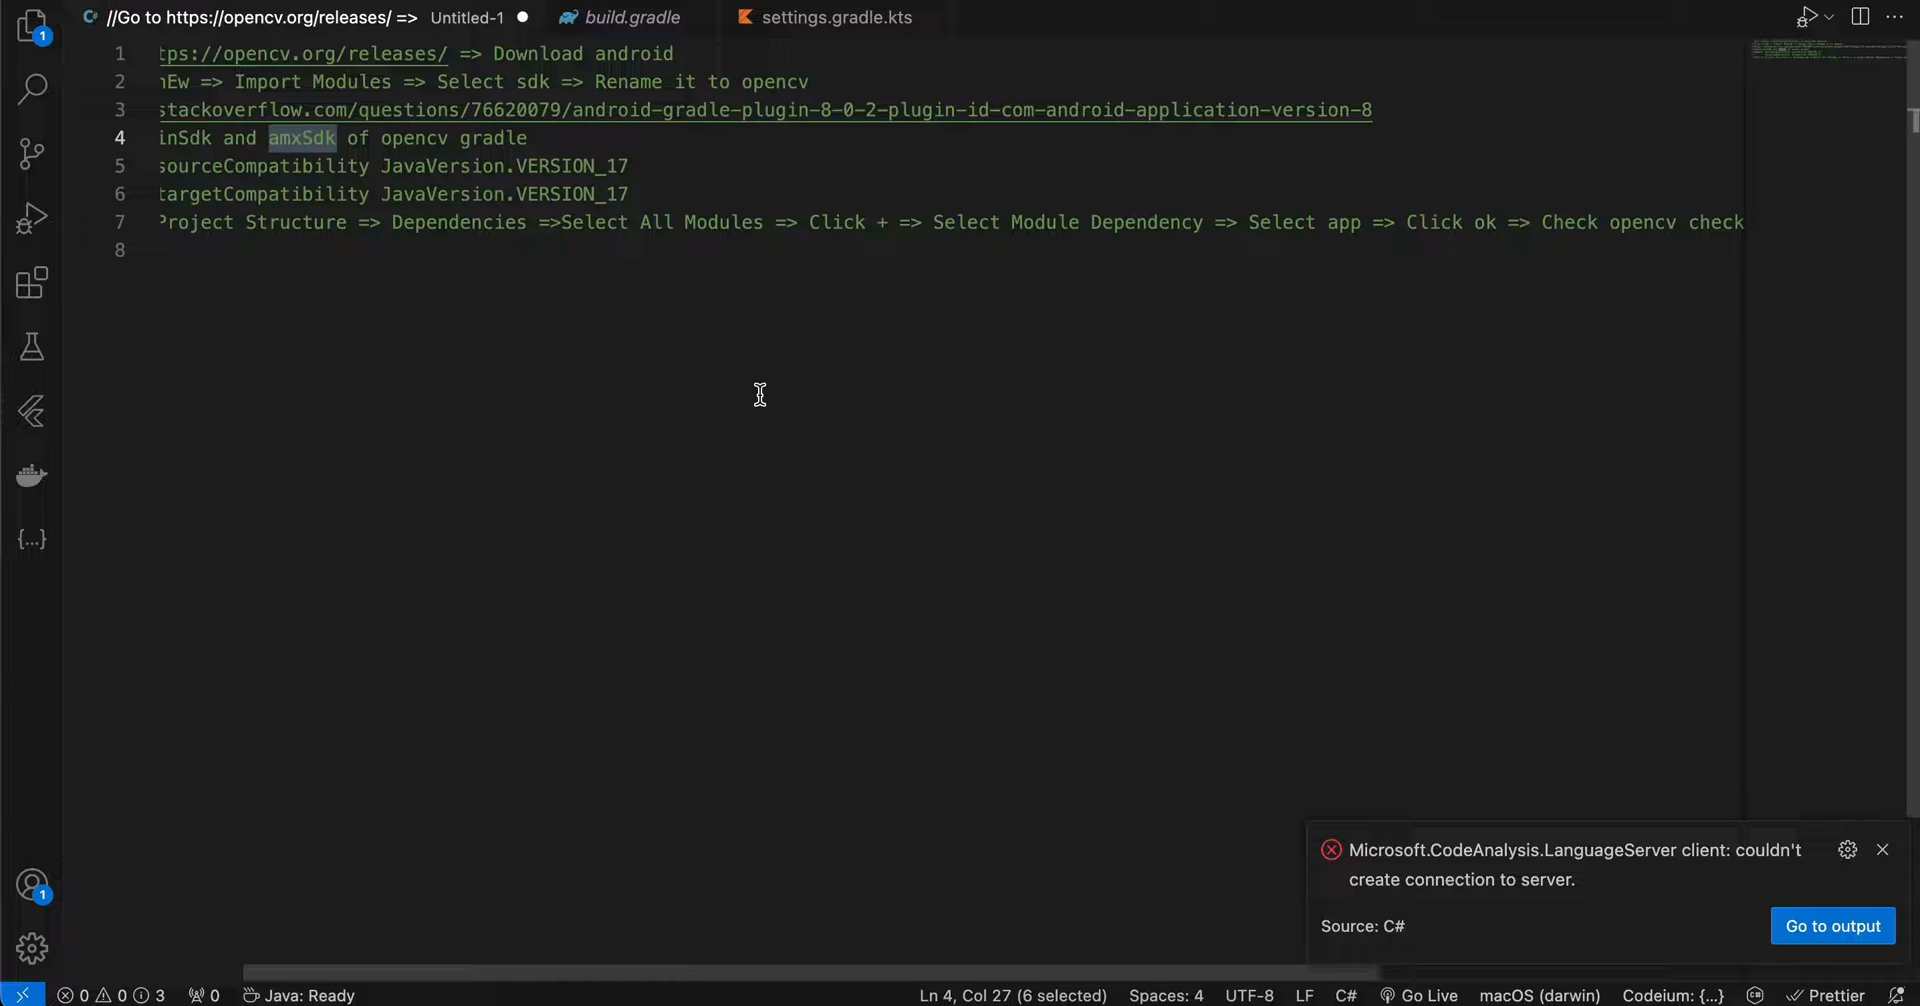 //Go to https://opencv.org/releases/ => Untitled-1 build.gradle settings.gradle.kts
1
1 tps://opencv.org/releases/ => Download android
2 nEw => Import Modules => Select sdk => Rename it to opencv
3 stackoverflow.com/questions/76620079/android-gradle-plugin-8-0-2-plugin-id-com-android-application-version-8
4 inSdk and amxSdk of opencv gradle
5 sourceCompatibility JavaVersion.VERSION_17
6 targetCompatibility JavaVersion.VERSION_17
7 Project Structure => Dependencies =>Select All Modules => Click + => Select Module Dependency => Select app => Click ok => Check opencv check
8
{...}
Microsoft.CodeAnalysis.LanguageServer client: couldn't
create connection to server.
Source: C#
Go to output
1
0 0 3 0 Java: Ready Ln 4, Col 27 (6 selected) Spaces: 4 UTF-8 LF C# Go Live macOS (darwin) Codeium: {...} Prettier